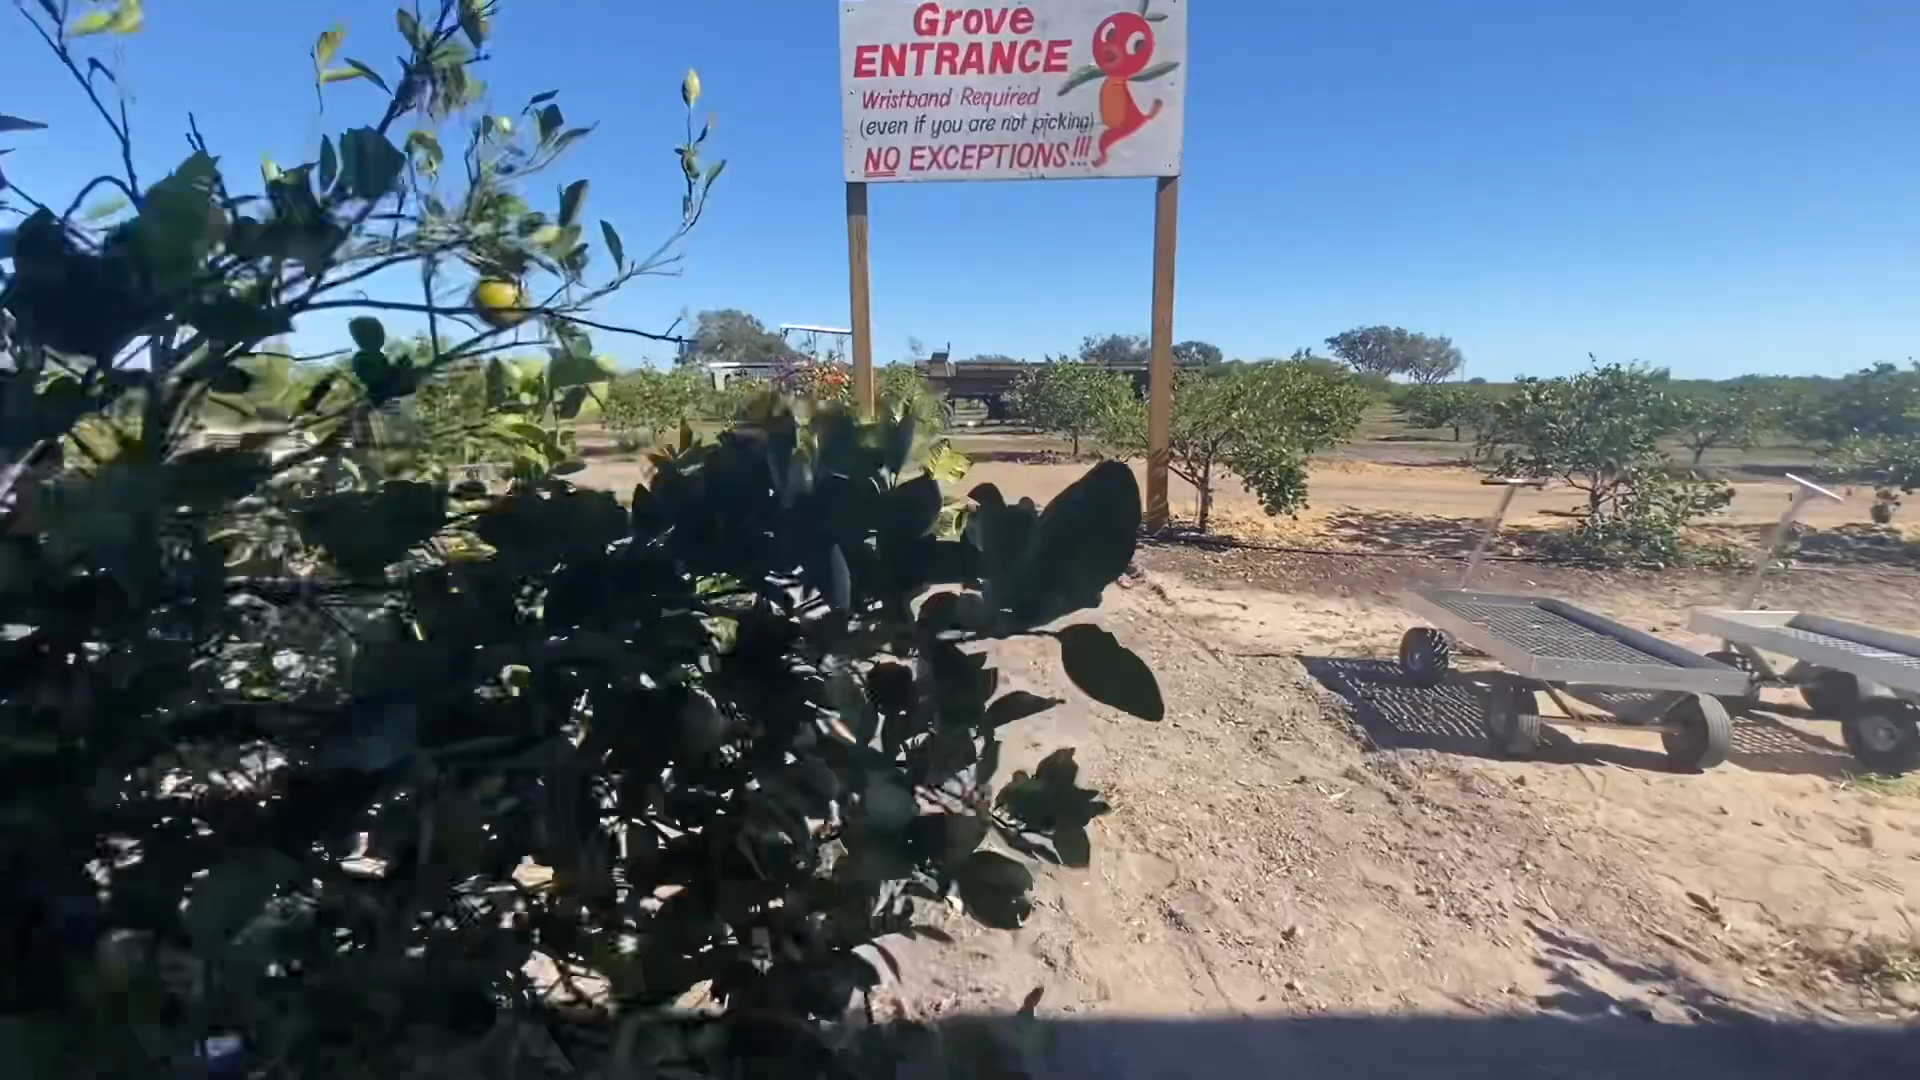 Grove
ENTRANCE
Wristband Required
(even if you are not picking)
NO EXCEPTIONS!!!